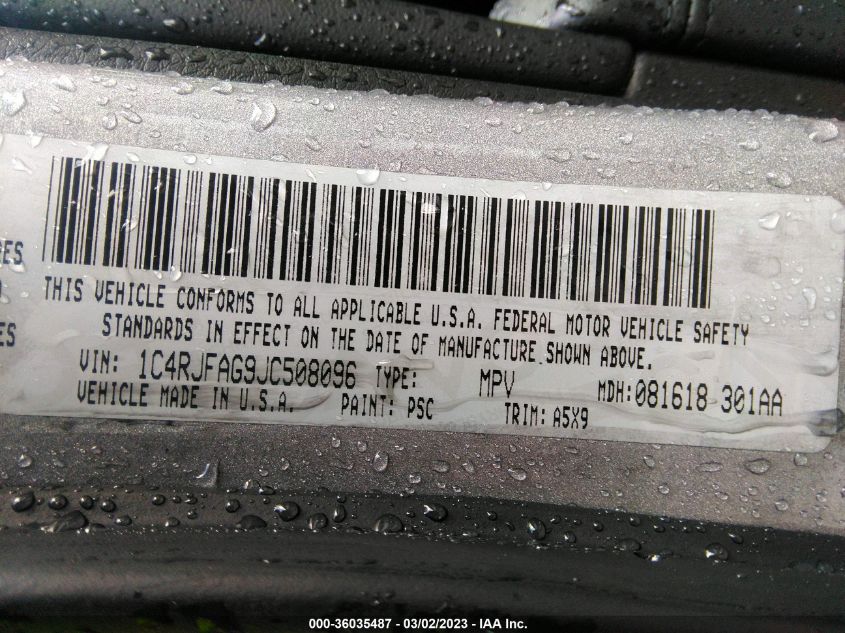 RES
THIS VEHICLE CONFORMS TO ALL APPLICABLE U.S.A. FEDERAL MOTOR VEHICLE SAFETY
STANDARDS IN EFFECT ON THE DATE OF MANUFACTURE SHOWN ABOVE.
ES
VIN: 1C4RJFAG9JC508096 TYPE: MPV MDH:081618-301AA
VEHICLE MADE IN U.S.A. PAINT: PSC TRIM: A5X9
000-36035487 - 03/02/2023 - IAA Inc.